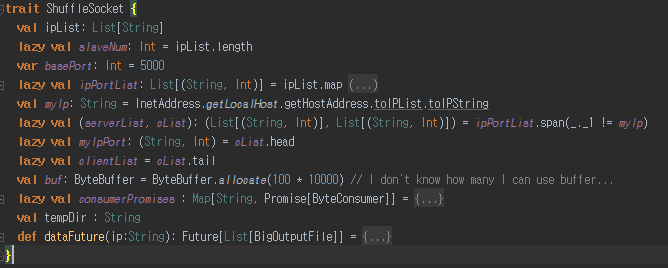 trait ShuffleSocket {
val ipList: List[String]
lazy val slaveNum: Int = ipList.length
var basePort: Int = 5000
lazy val ipPortList: List[(String, Int)] = ipList.map (...)
val myIp: String = InetAddress.getLocalHost.getHostAddress.toIPList.toIPString
lazy val (serverList, cList): (List[(String, Int)], List[(String, Int)]) = ipPortList.span(_._1 != myIp)
lazy val myIpPort: (String, Int) = cList.head
lazy val clientList = cList.tail
val buf: ByteBuffer = ByteBuffer.allocate(100 * 10000) // I don't know how many I can use buffer...
lazy val consumerPromises : Map[String, Promise[ByteConsumer]] = {...}
val tempDir : String
def dataFuture(ip:String): Future[List[BigOutputFile]] = {...}
}